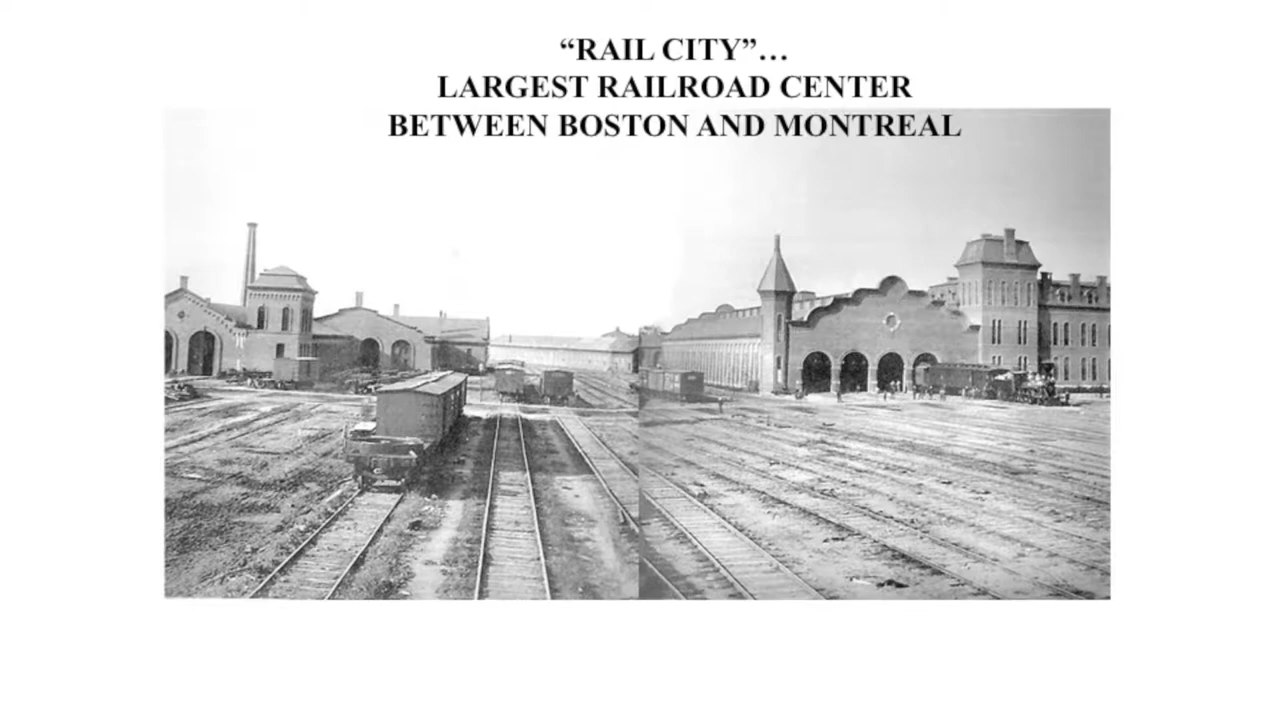 “RAIL CITY”…
LARGEST RAILROAD CENTER
BETWEEN BOSTON AND MONTREAL